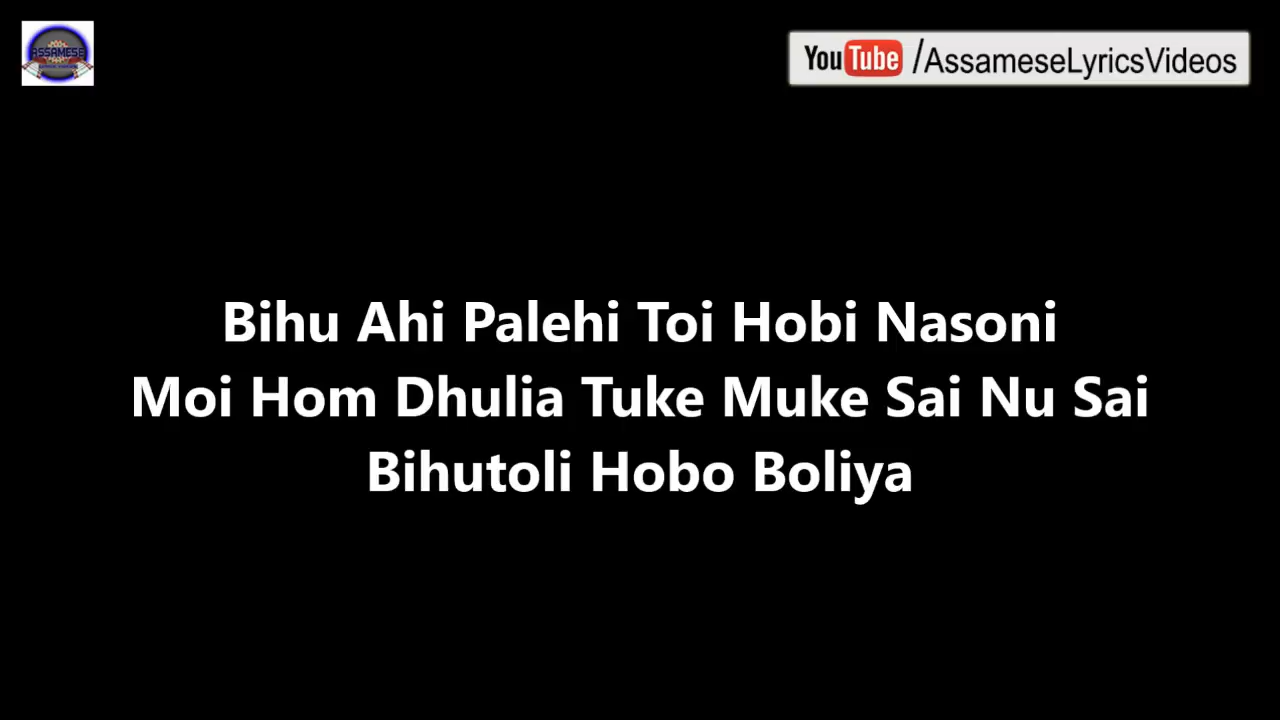 ASSAMESE
YouTube /AssameseLyricsVideos
Bihu Ahi Palehi Toi Hobi Nasoni
Moi Hom Dhulia Tuke Muke Sai Nu Sai
Bihutoli Hobo Boliya